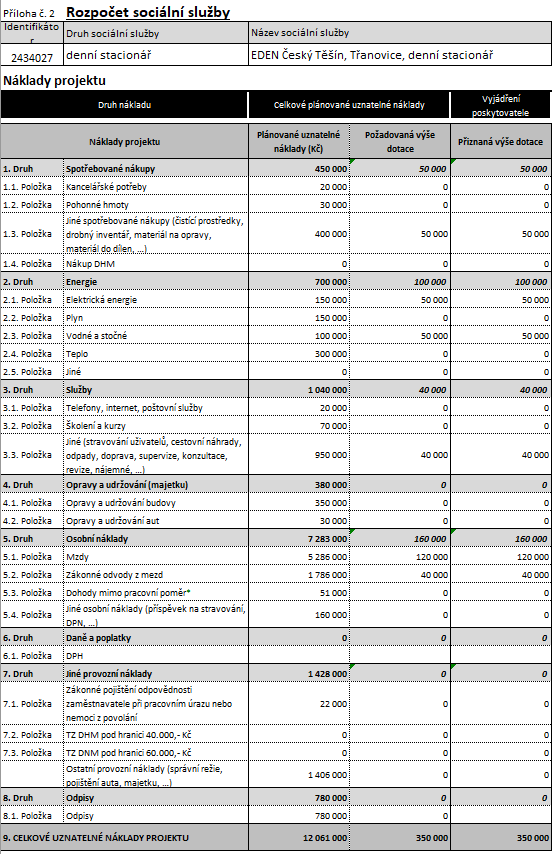 Příloha č. 2 Rozpočet sociální služby
Identifikáto
r Druh sociální služby Název sociální služby
2434027 denní stacionář EDEN Český Těšín, Třanovice, denní stacionář
Náklady projektu
Druh nákladu Celkové plánované uznatelné náklady Vyjádření
poskytovatele
Náklady projektu Plánované uznatelné
náklady (Kč) Požadovaná výše
dotace Přiznaná výše dotace
1. Druh Spotřebované nákupy 450 000 50 000 50 000
1.1. Položka Kancelářské potřeby 20 000 0 0
1.2. Položka Pohonné hmoty 30 000 0 0
1.3. Položka Jiné spotřebované nákupy (čistící prostředky,
drobný inventář, materiál na opravy,
materiál do dílen, ...) 400 000 50 000 50 000
1.4. Položka Nákup DHM 0 0 0
2. Druh Energie 700 000 100 000 100 000
2.1. Položka Elektrická energie 150 000 50 000 50 000
2.2. Položka Plyn 150 000 0 0
2.3. Položka Vodné a stočné 100 000 50 000 50 000
2.4. Položka Teplo 300 000 0 0
2.5. Položka Jiné 0 0 0
3. Druh Služby 1 040 000 40 000 40 000
3.1. Položka Telefony, internet, poštovní služby 20 000 0 0
3.2. Položka Školení a kurzy 70 000 0 0
3.3. Položka Jiné (stravování uživatelů, cestovní náhrady,
odpady, doprava, supervize, konzultace,
revize, nájemné, ...) 950 000 40 000 40 000
4. Druh Opravy a udržování (majetku) 380 000 0 0
4.1. Položka Opravy a udržování budovy 350 000 0 0
4.2. Položka Opravy a udržování aut 30 000 0 0
5. Druh Osobní náklady 7 283 000 160 000 160 000
5.1. Položka Mzdy 5 286 000 120 000 120 000
5.2. Položka Zákonné odvody z mezd 1 786 000 40 000 40 000
5.3. Položka Dohody mimo pracovní poměr* 51 000 0 0
5.4. Položka Jiné osobní náklady (příspěvek na stravování,
DPN, ...) 160 000 0 0
6. Druh Daně a poplatky 0 0 0
6.1. Položka DPH 0
7. Druh Jiné provozní náklady 1 428 000 0 0
7.1. Položka Zákonné pojištění odpovědnosti
zaměstnavatele při pracovním úrazu nebo
nemoci z povolání 22 000 0 0
7.2. Položka TZ DHM pod hranici 40.000,- Kč 0 0 0
7.3. Položka TZ DNM pod hranici 60.000,- Kč 0 0 0
Ostatní provozní náklady (správní režie,
pojištění auta, majetku, ...) 1 406 000 0 0
8. Druh Odpisy 780 000 0 0
8.1. Položka Odpisy 780 000 0 0
9. CELKOVÉ UZNATELNÉ NÁKLADY PROJEKTU 12 061 000 350 000 350 000